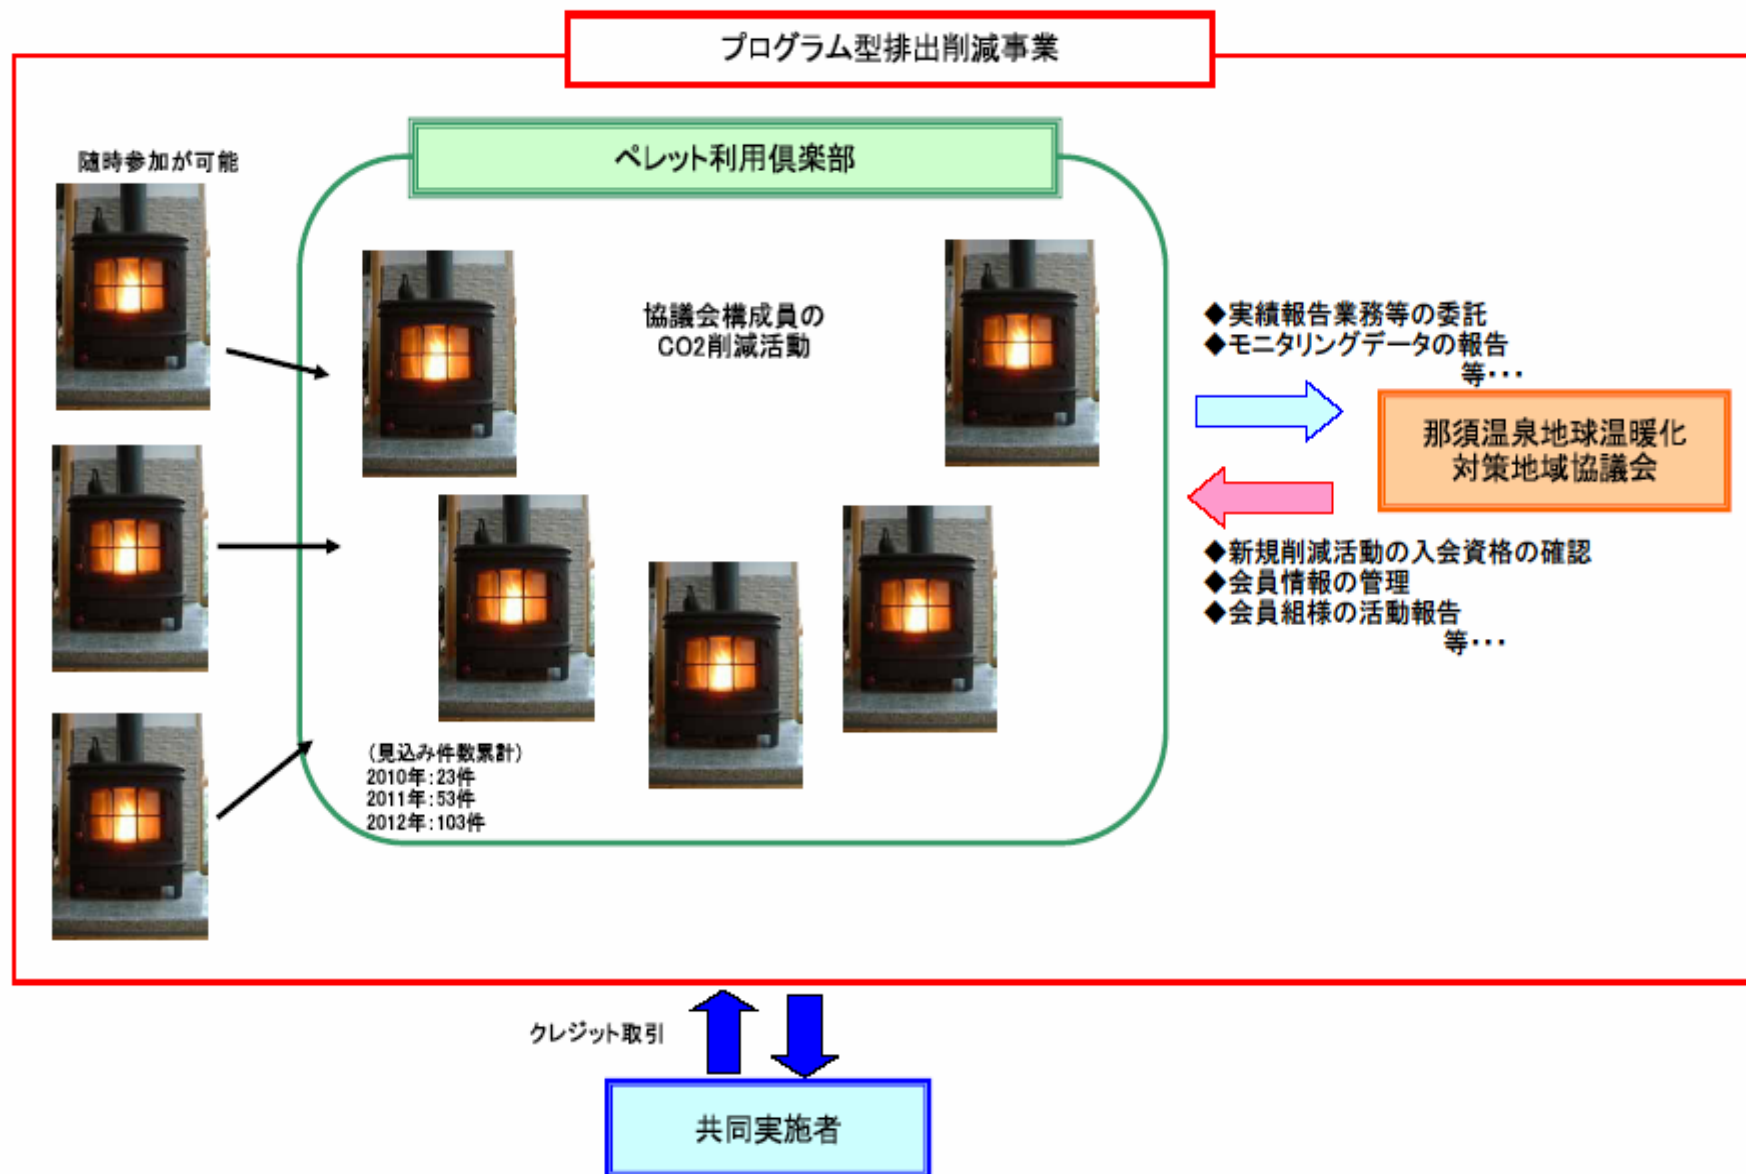 プログラム型排出削減事業
ペレット利用倶楽部
随時参加が可能
協議会構成員の
CO2削減活動
◆実績報告業務等の委託
◆モニタリングデータの報告
等・・・
那須温泉地球温暖化
対策地域協議会
◆新規削減活動の入会資格の確認
◆会員情報の管理
◆会員組様の活動報告
等・・・
(見込み件数累計)
2010年:23件
2011年:53件
2012年:103件
クレジット取引
共同実施者